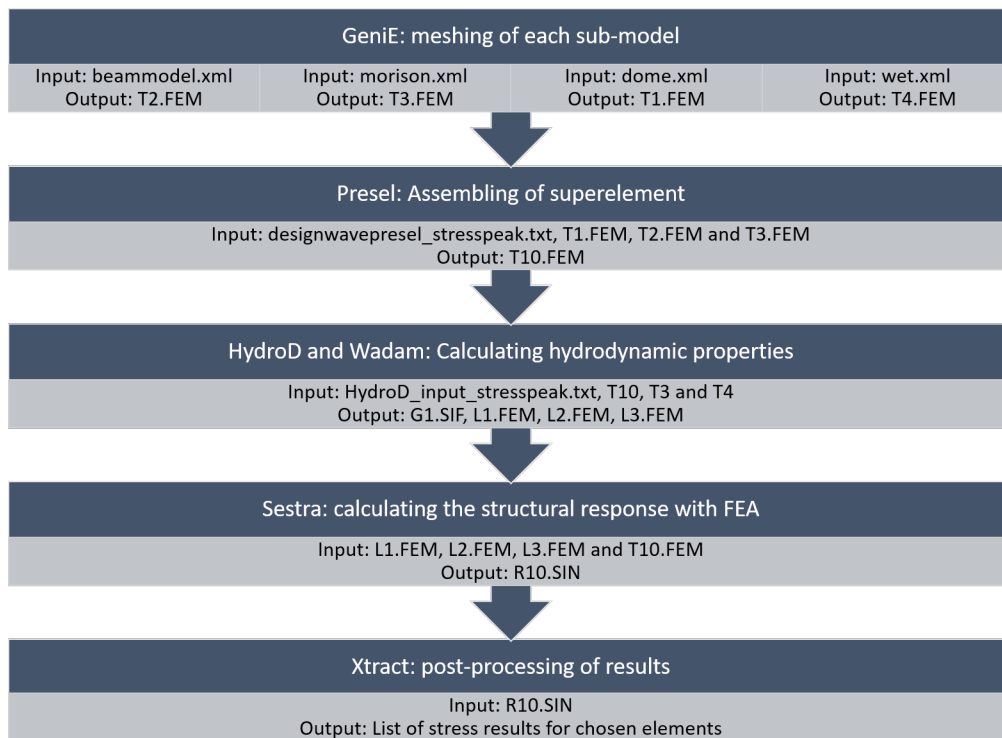 GeniE: meshing of each sub-model
Input: beammodel.xml
Output: T2.FEM
Input: morison.xml
Output: T3.FEM
Input: dome.xml
Output: T1.FEM
Input: wet.xml
Output: T4.FEM
Presel: Assembling of superelement
Input: designwavepresel_stresspeak.txt, T1.FEM, T2.FEM and T3.FEM
Output: T10.FEM
HydroD and Wadam: Calculating hydrodynamic properties
Input: HydroD_input_stresspeak.txt, T10, T3 and T4
Output: G1.SIF, L1.FEM, L2.FEM, L3.FEM
Sestra: calculating the structural response with FEA
Input: L1.FEM, L2.FEM, L3.FEM and T10.FEM
Output: R10.SIN
Xtract: post-processing of results
Input: R10.SIN
Output: List of stress results for chosen elements